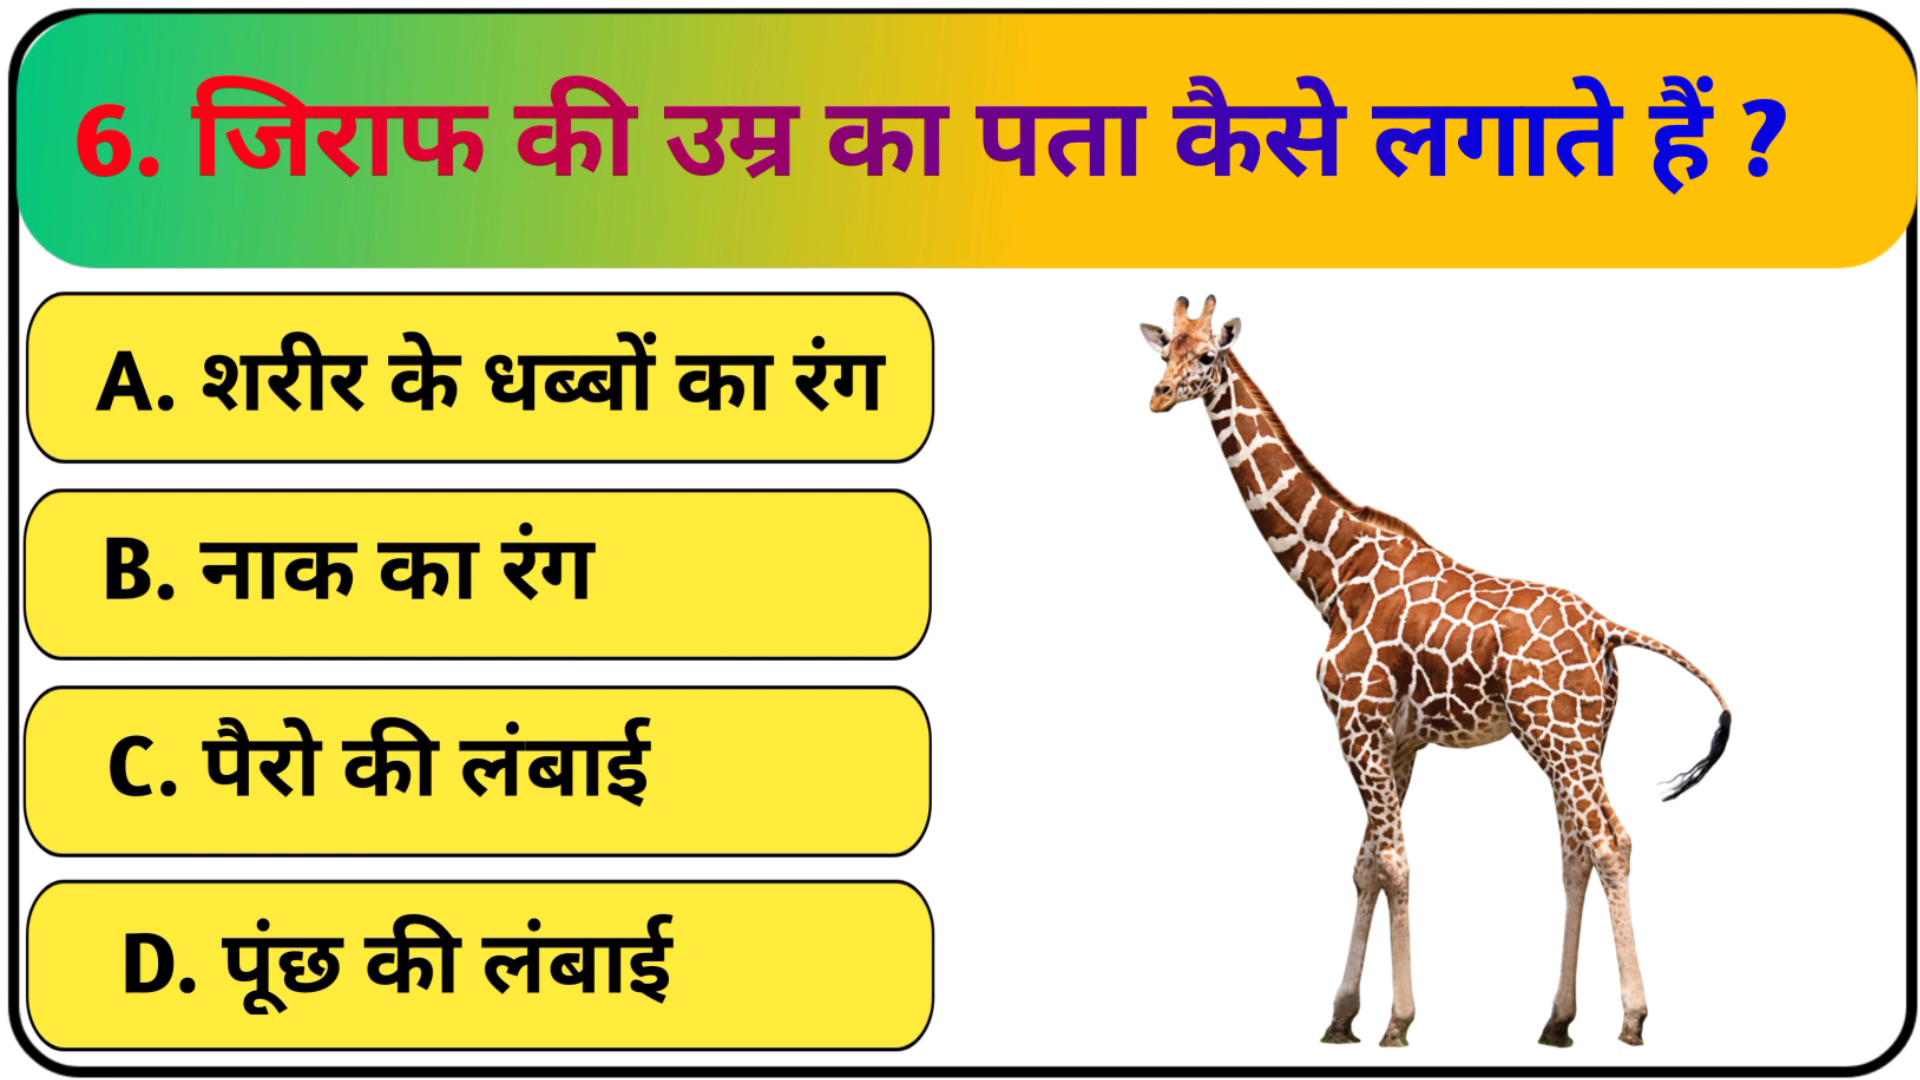 6. जिराफ की उम्र का पता कैसे लगाते हैं ?
A. शरीर के धब्बों का रंग
B. नाक का रंग
C. पैरो की लंबाई
D. पूंछ की लंबाई